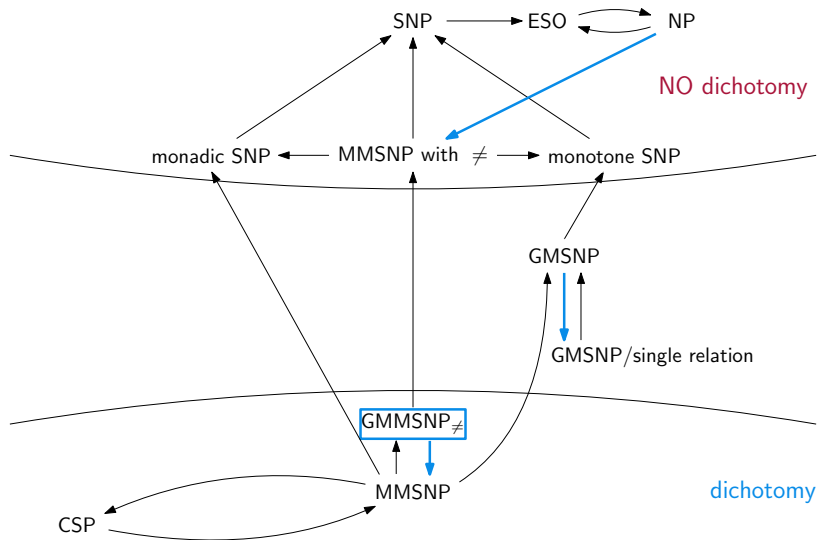 SNP ESO NP
NO dichotomy
monadic SNP MMSNP with ≠ monotone SNP
GMSNP
GMSNP/single relation
GMMSNP≠
MMSNP dichotomy
CSP